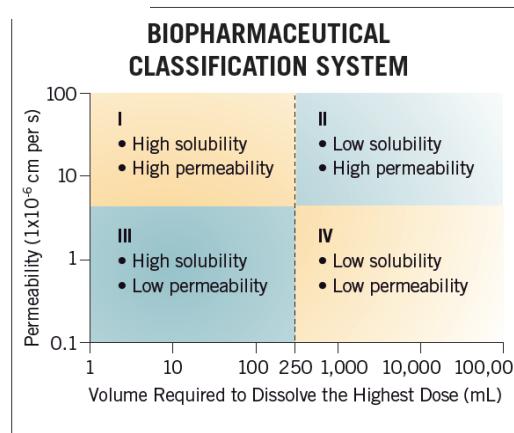 BIOPHARMACEUTICAL
CLASSIFICATION SYSTEM
Permeability (1x10⁻⁶ cm per s)
100
10
1
0.1
I
• High solubility
• High permeability
II
• Low solubility
• High permeability
III
• High solubility
• Low permeability
IV
• Low solubility
• Low permeability
1 10 100 250 1,000 10,000 100,00
Volume Required to Dissolve the Highest Dose (mL)